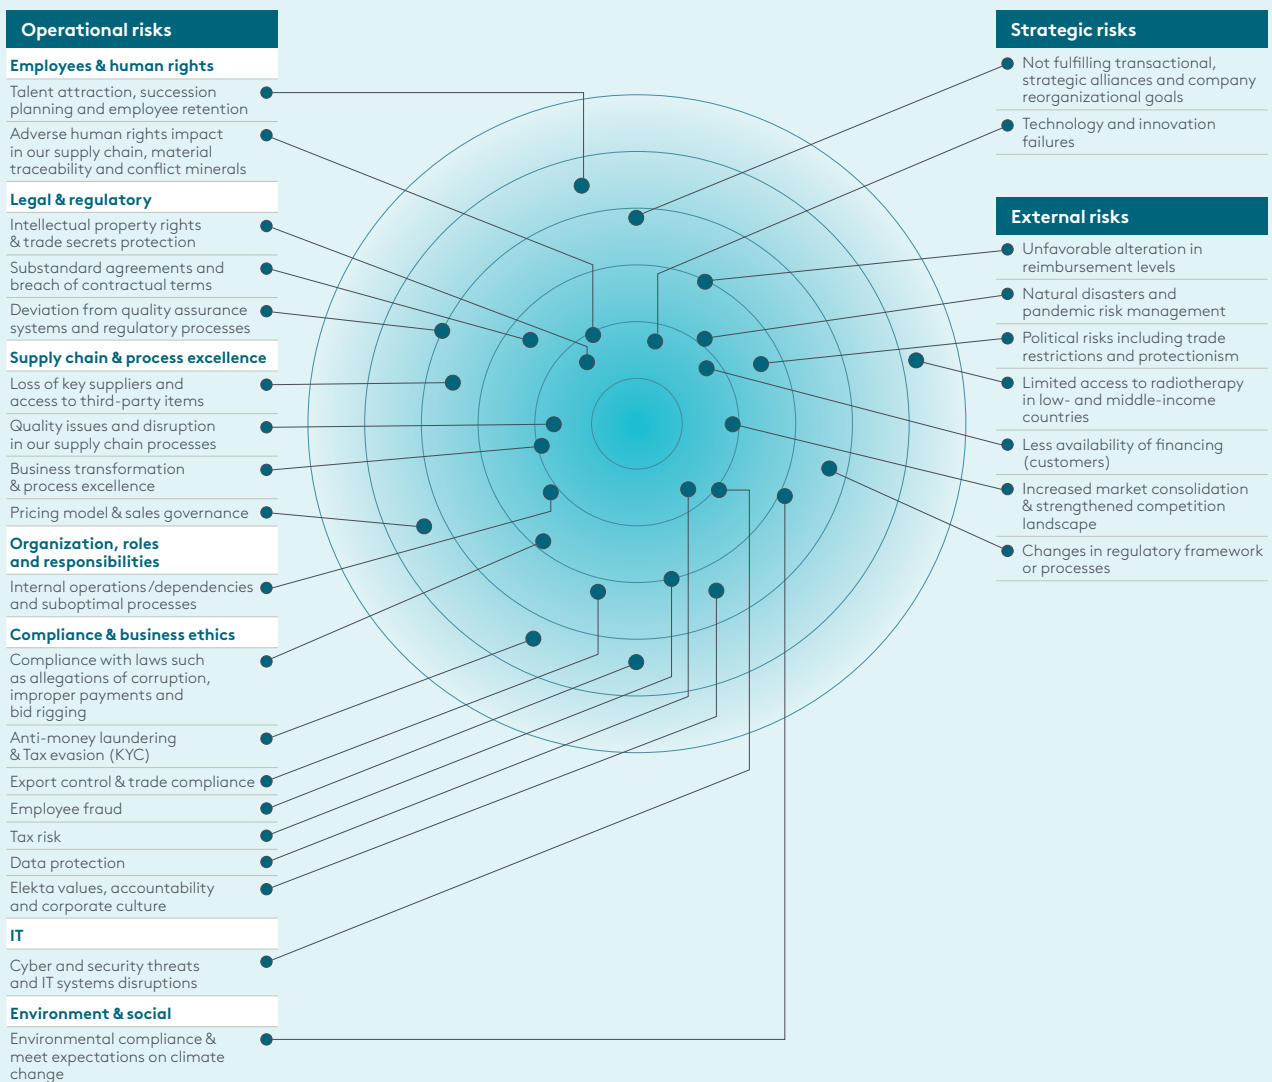 Operational risks
Employees & human rights
Talent attraction, succession
planning and employee retention
Adverse human rights impact
in our supply chain, material
traceability and conflict minerals
Legal & regulatory
Intellectual property rights
& trade secrets protection
Substandard agreements and
breach of contractual terms
Deviation from quality assurance
systems and regulatory processes
Supply chain & process excellence
Loss of key suppliers and
access to third-party items
Quality issues and disruption
in our supply chain processes
Business transformation
& process excellence
Pricing model & sales governance
Organization, roles
and responsibilities
Internal operations/dependencies
and suboptimal processes
Compliance & business ethics
Compliance with laws such
as allegations of corruption,
improper payments and
bid rigging
Anti-money laundering
& Tax evasion (KYC)
Export control & trade compliance
Employee fraud
Tax risk
Data protection
Elekta values, accountability
and corporate culture
IT
Cyber and security threats
and IT systems disruptions
Environment & social
Environmental compliance &
meet expectations on climate
change
Strategic risks
Not fulfilling transactional,
strategic alliances and company
reorganizational goals
Technology and innovation
failures
External risks
Unfavorable alteration in
reimbursement levels
Natural disasters and
pandemic risk management
Political risks including trade
restrictions and protectionism
Limited access to radiotherapy
in low- and middle-income
countries
Less availability of financing
(customers)
Increased market consolidation
& strengthened competition
landscape
Changes in regulatory framework
or processes